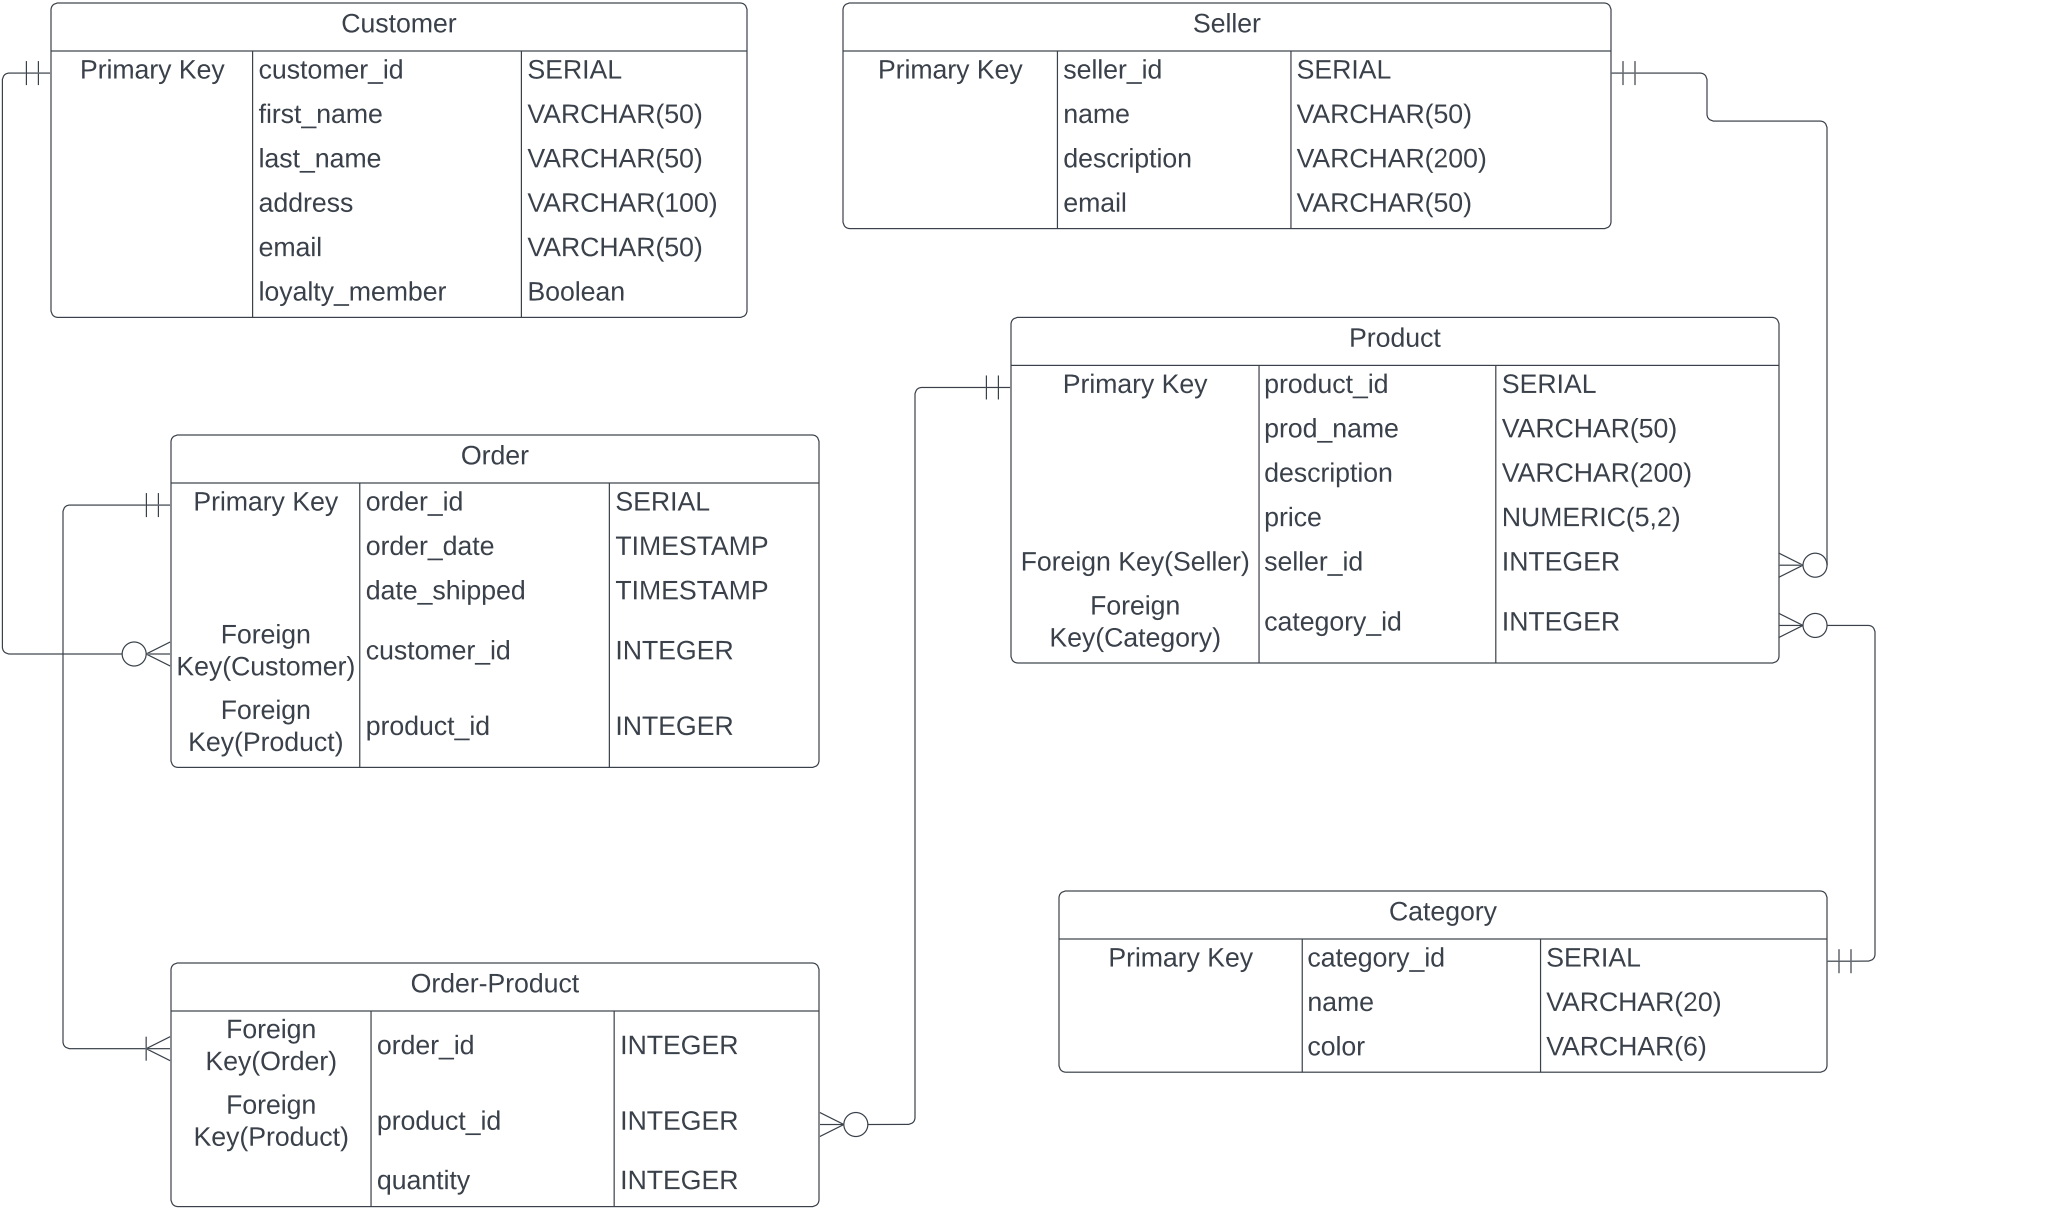 Customer
Primary Key customer_id SERIAL
first_name VARCHAR(50)
last_name VARCHAR(50)
address VARCHAR(100)
email VARCHAR(50)
loyalty_member Boolean
Seller
Primary Key seller_id SERIAL
name VARCHAR(50)
description VARCHAR(200)
email VARCHAR(50)
Product
Primary Key product_id SERIAL
prod_name VARCHAR(50)
description VARCHAR(200)
price NUMERIC(5,2)
Foreign Key(Seller) seller_id INTEGER
Foreign
Key(Category) category_id INTEGER
Order
Primary Key order_id SERIAL
order_date TIMESTAMP
date_shipped TIMESTAMP
Foreign
Key(Customer) customer_id INTEGER
Foreign
Key(Product) product_id INTEGER
Order-Product
Foreign
Key(Order) order_id INTEGER
Foreign
Key(Product) product_id INTEGER
quantity INTEGER
Category
Primary Key category_id SERIAL
name VARCHAR(20)
color VARCHAR(6)